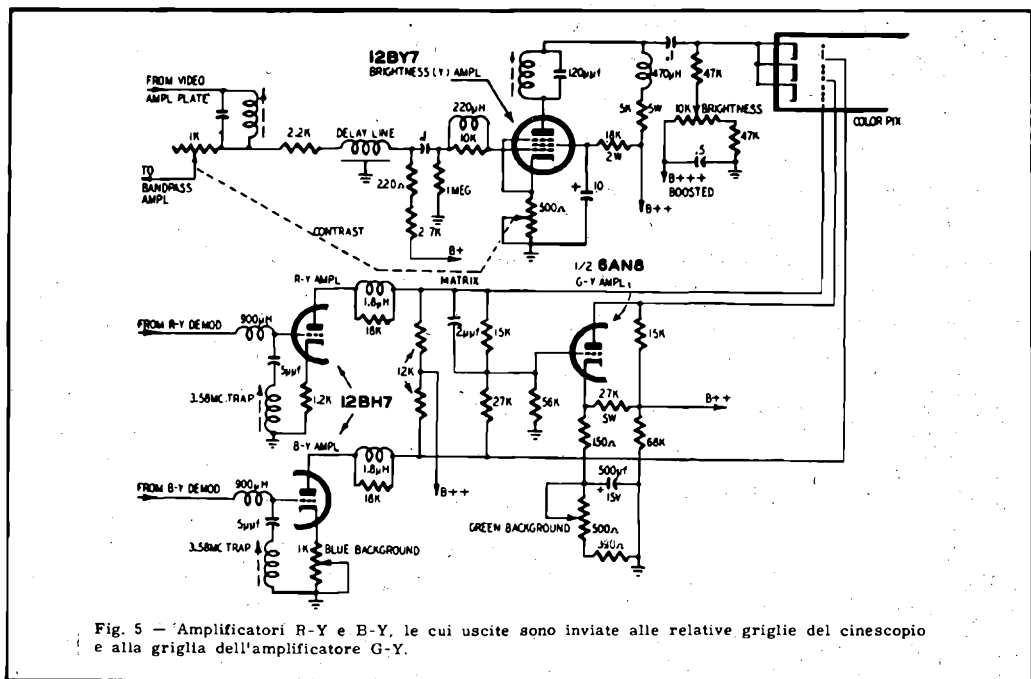 12BY7
BRIGHTNESS (Y) AMPL
FROM VIDEO
AMPL PLATE
1K
TO
BANDPASS
AMPL
2.2K
DELAY LINE
.1
220μH
10K
220Ω
2.7K
1 MEG
B+
CONTRAST
500Ω
10
18K
2W
120μμf
470μH
5K
5W
.1
47K
10K BRIGHTNESS
47K
.5
B+++
BOOSTED
B++
COLOR PIX
R-Y AMPL
MATRIX
1/2 6AN8
G-Y AMPL
FROM R-Y DEMOD
900μH
5μμf
3.58MC TRAP
1.2K
1.8μH
18K
12BH7
12K
2μμf
15K
27K
56K
15K
27K
5W
B++
150Ω
68K
500μf
15V
GREEN BACKGROUND
500Ω
390Ω
B-Y AMPL
FROM B-Y DEMOD
900μH
5μμf
3.58MC TRAP
1K
BLUE BACKGROUND
1.8μH
18K
B++
Fig. 5 — Amplificatori R-Y e B-Y, le cui uscite sono inviate alle relative griglie del cinescopio
e alla griglia dell'amplificatore G-Y.